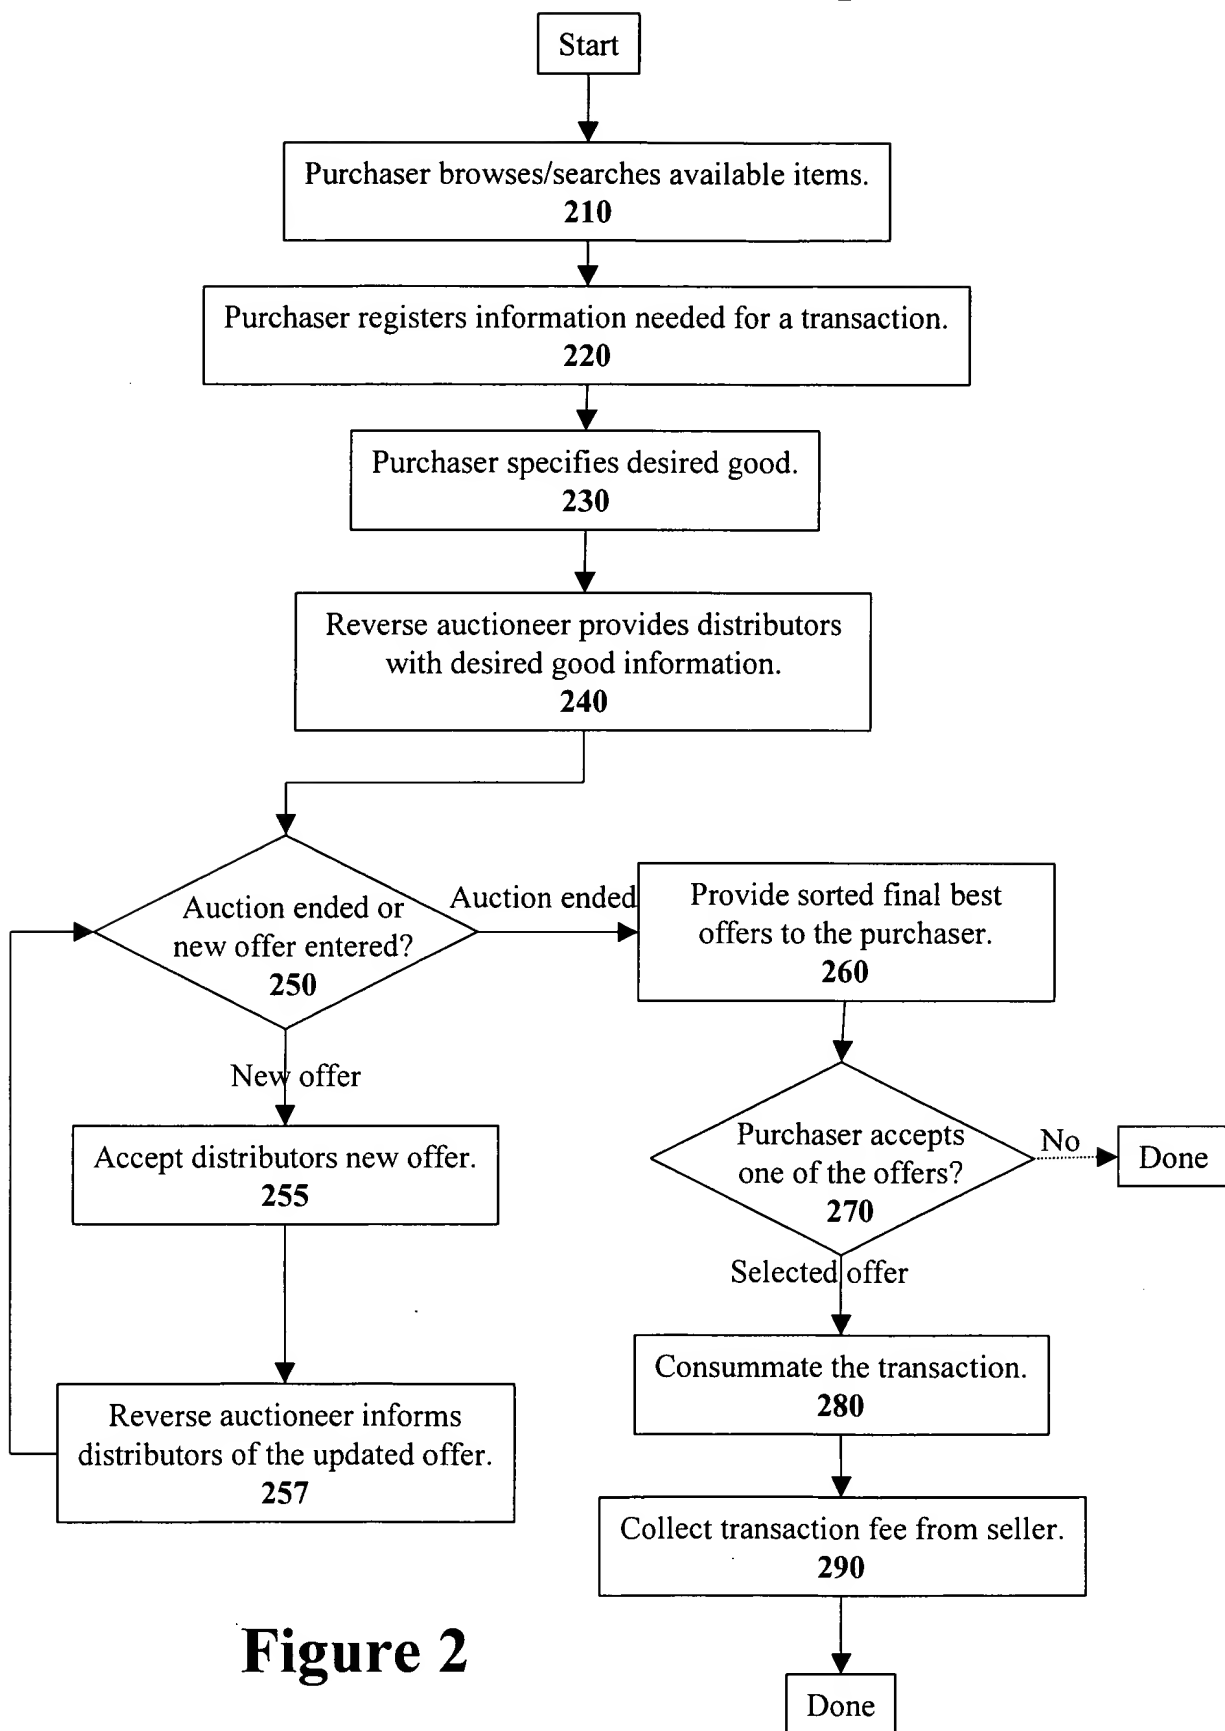 Start
Purchaser browses/searches available items.
210
Purchaser registers information needed for a transaction.
220
Purchaser specifies desired good.
230
Reverse auctioneer provides distributors
with desired good information.
240
Auction ended or
new offer entered?
250
Auction ended
Provide sorted final best
offers to the purchaser.
260
New offer
Accept distributors new offer.
255
Reverse auctioneer informs
distributors of the updated offer.
257
Purchaser accepts
one of the offers?
270
No
Done
Selected offer
Consummate the transaction.
280
Collect transaction fee from seller.
290
Done
Figure 2